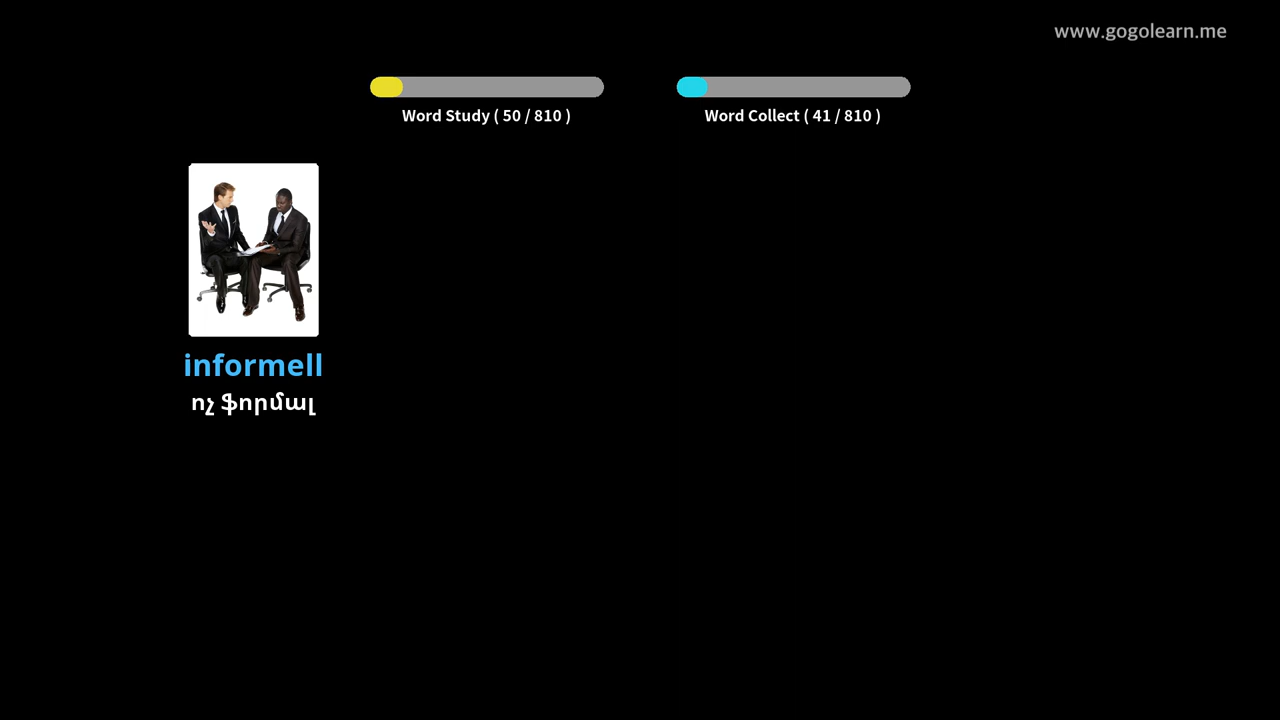 www.gogolearn.me
Word Study ( 50 / 810 )
Word Collect ( 41 / 810 )
informell
ոչ ֆորմալ